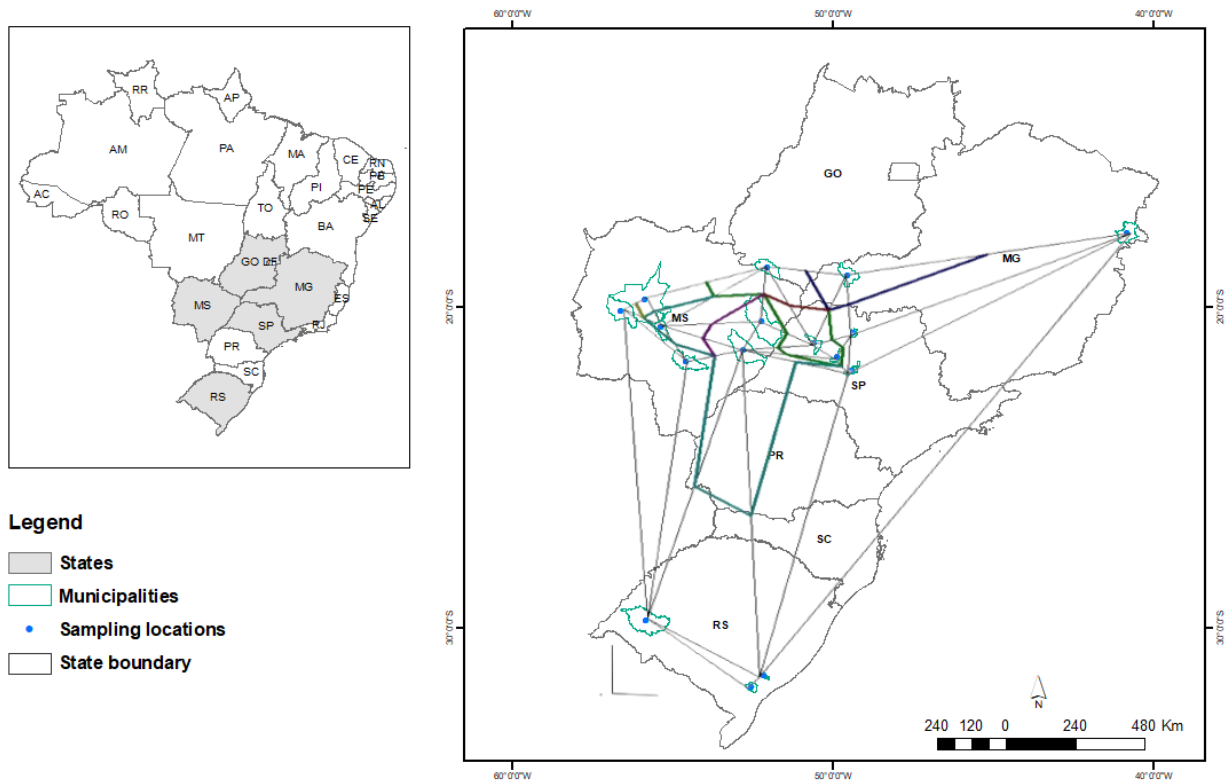 60°0'0"W 50°0'0"W 40°0'0"W
RR
AP
AM
PA
MA
CE
RN
PB
PE
AL
SE
PI
AC
RO
TO
BA
MT
GO DF
MG
ES
MS
SP
RJ
PR
SC
RS
GO
MG
20°0'0"S
MS
20°0'0"S
SP
PR
SC
RS
30°0'0"S
30°0'0"S
N
240 120 0 240 480 Km
60°0'0"W 50°0'0"W 40°0'0"W
Legend
States
Municipalities
Sampling locations
State boundary